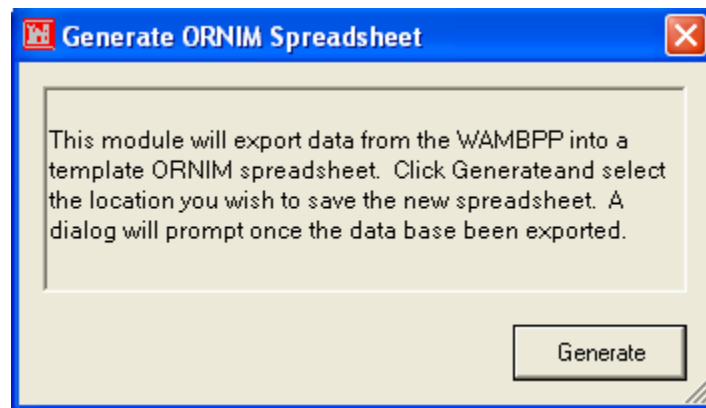 Generate ORNIM Spreadsheet
This module will export data from the WAMBPP into a
template ORNIM spreadsheet.  Click Generateand select
the location you wish to save the new spreadsheet.  A
dialog will prompt once the data base been exported.
Generate